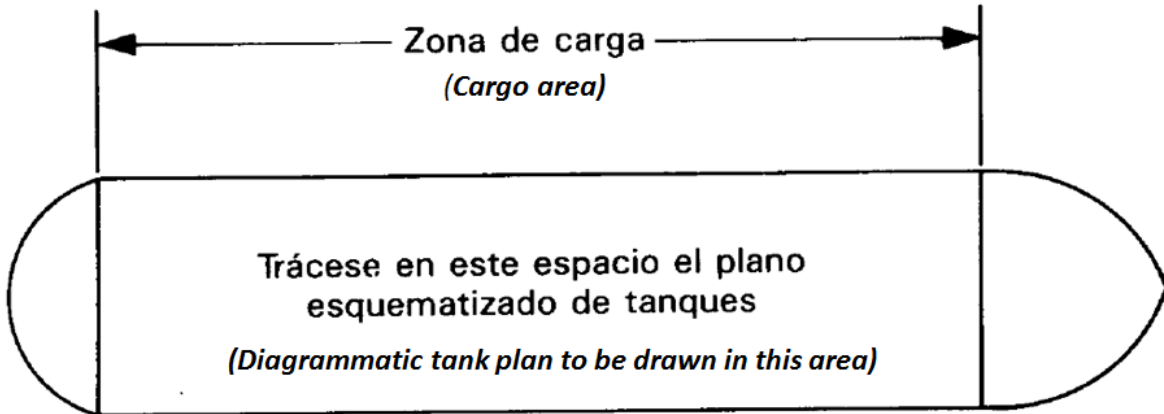 Zona de carga
(Cargo area)
Trácese en este espacio el plano
esquematizado de tanques
(Diagrammatic tank plan to be drawn in this area)